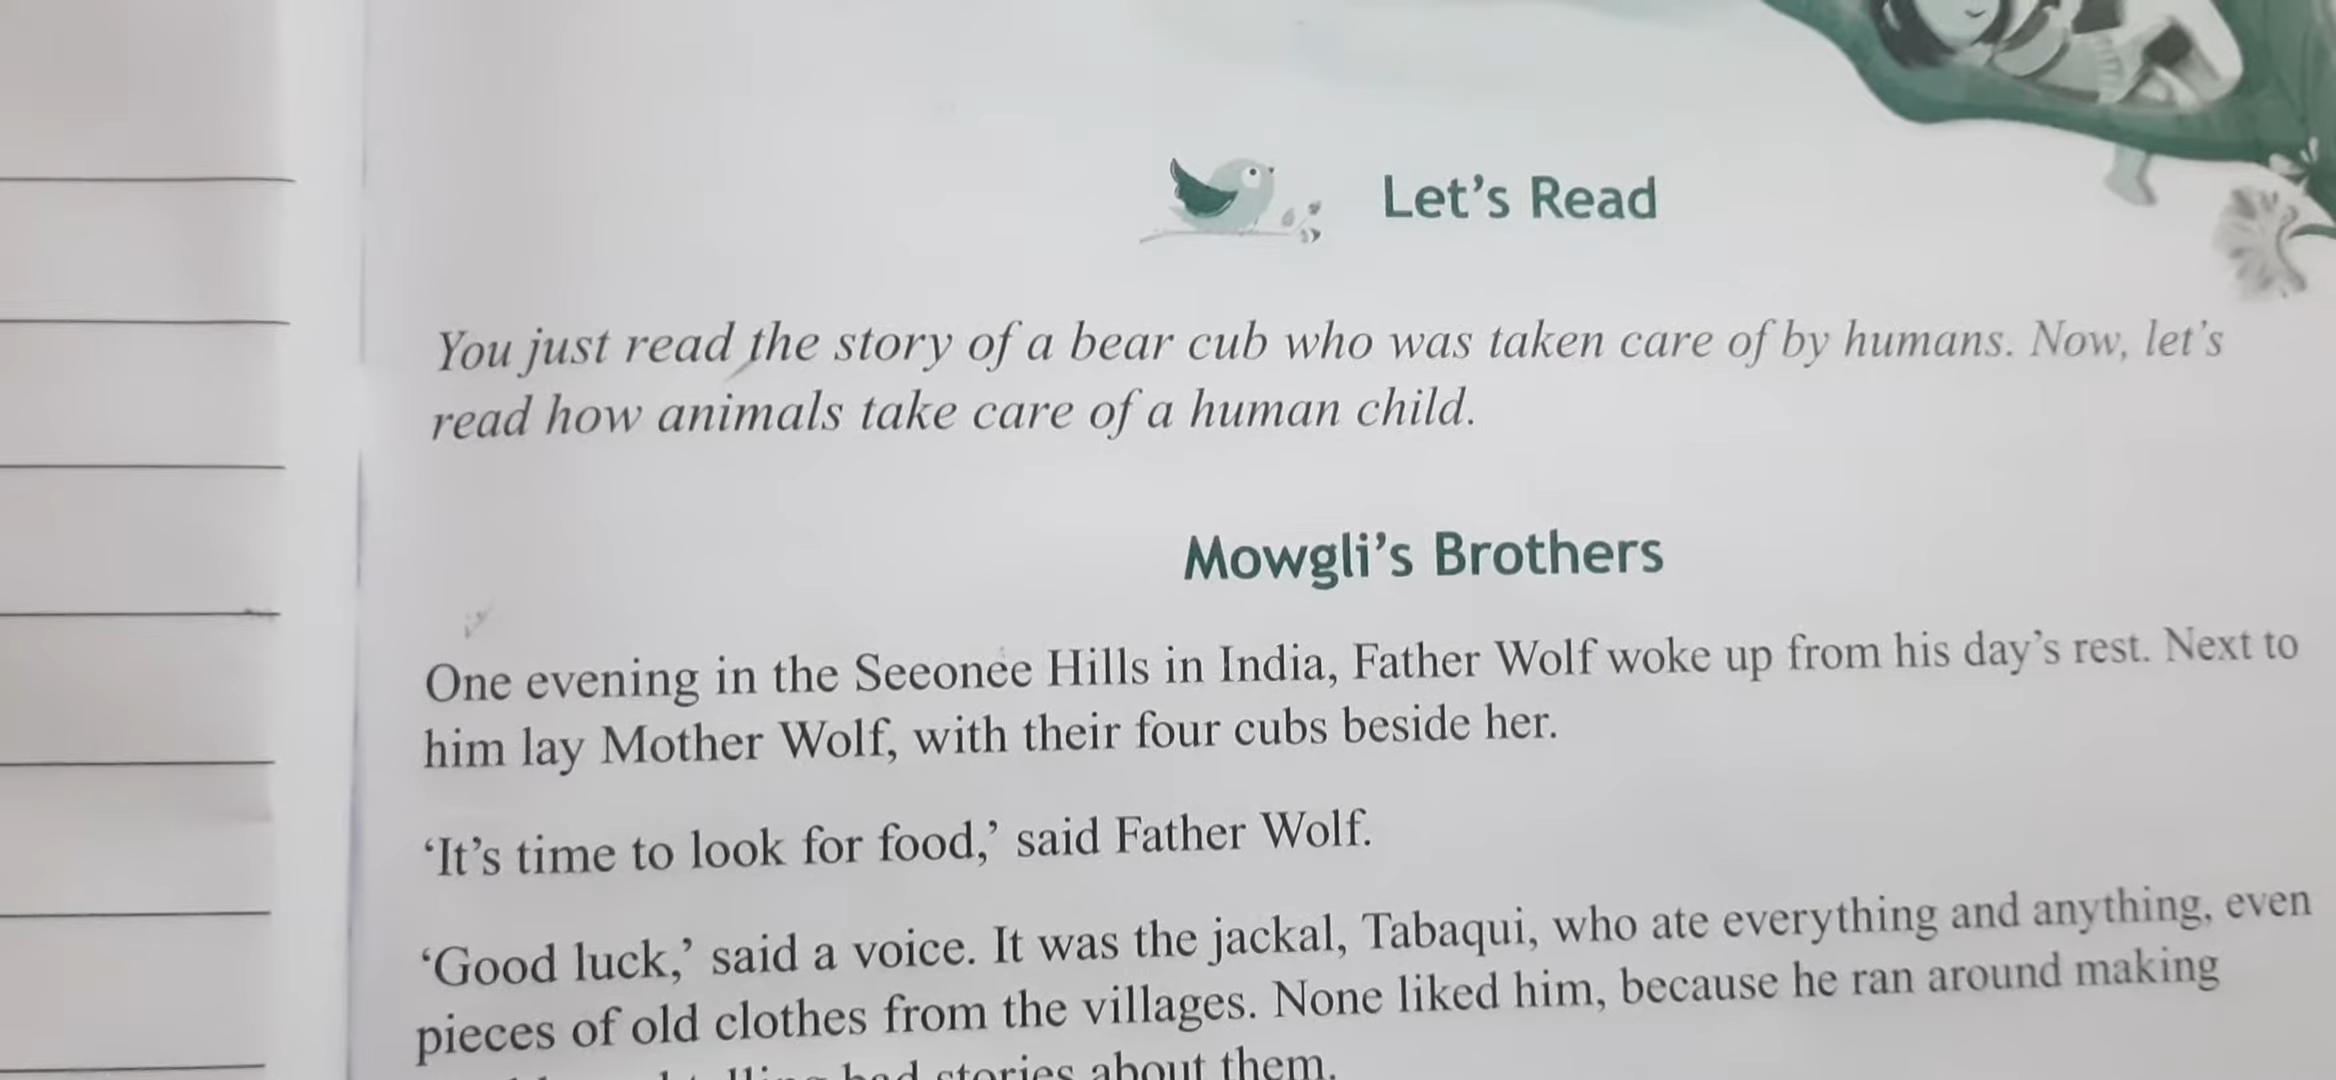 Let’s Read
You just read the story of a bear cub who was taken care of by humans. Now, let’s
read how animals take care of a human child.
Mowgli’s Brothers
One evening in the Seeonee Hills in India, Father Wolf woke up from his day’s rest. Next to
him lay Mother Wolf, with their four cubs beside her.
‘It’s time to look for food,’ said Father Wolf.
‘Good luck,’ said a voice. It was the jackal, Tabaqui, who ate everything and anything, even
pieces of old clothes from the villages. None liked him, because he ran around making
stories about them.